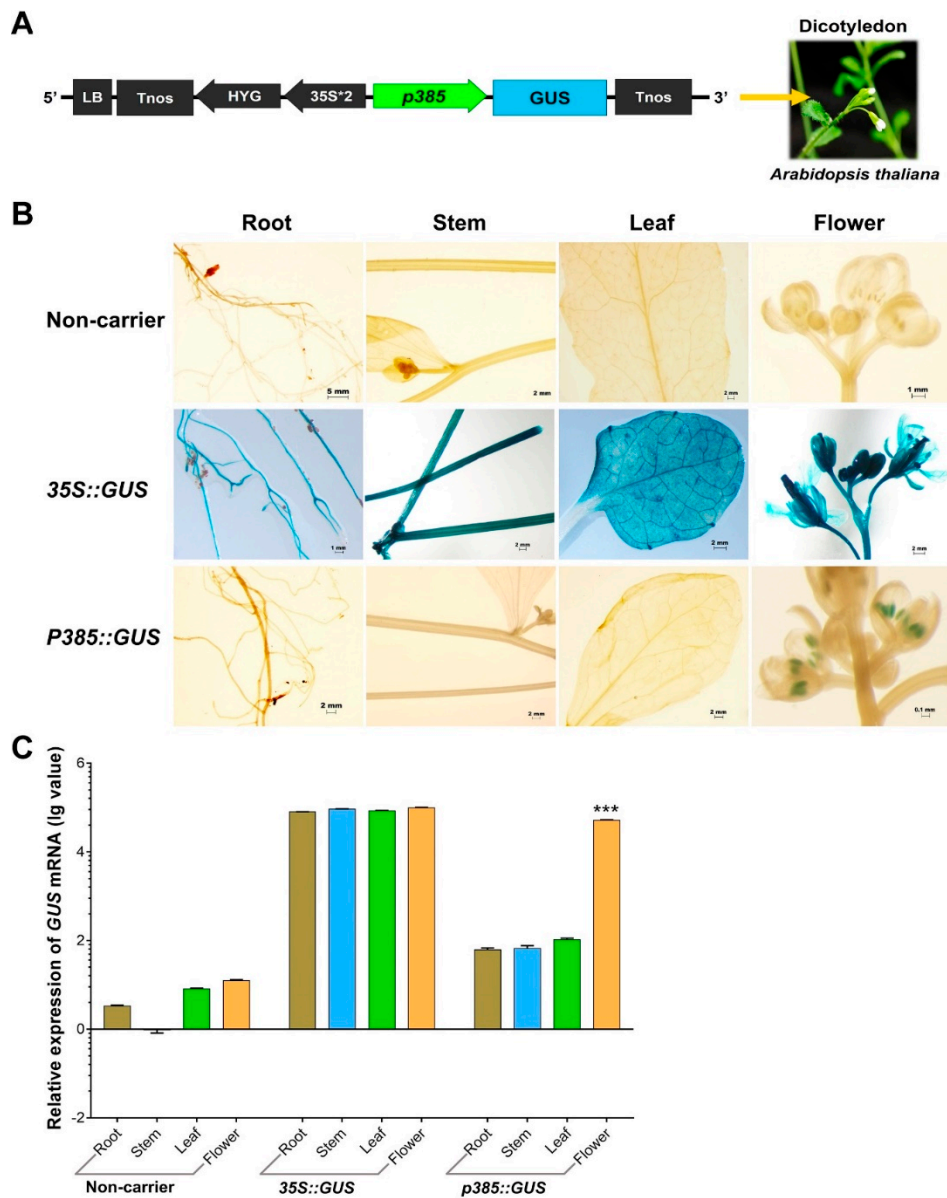 A
Dicotyledon
5’ LB Tnos HYG 35S*2 p385 GUS Tnos 3’
Arabidopsis thaliana
B
Root Stem Leaf Flower
Non-carrier
5 mm 2 mm 2 mm 1 mm
35S::GUS
1 mm 2 mm 2 mm 2 mm
P385::GUS
2 mm 2 mm 2 mm 0.1 mm
C
Relative expression of GUS mRNA (lg value)
***
4
2
0
-2
Root Stem Leaf Flower Root Stem Leaf Flower Root Stem Leaf Flower
Non-carrier 35S::GUS p385::GUS